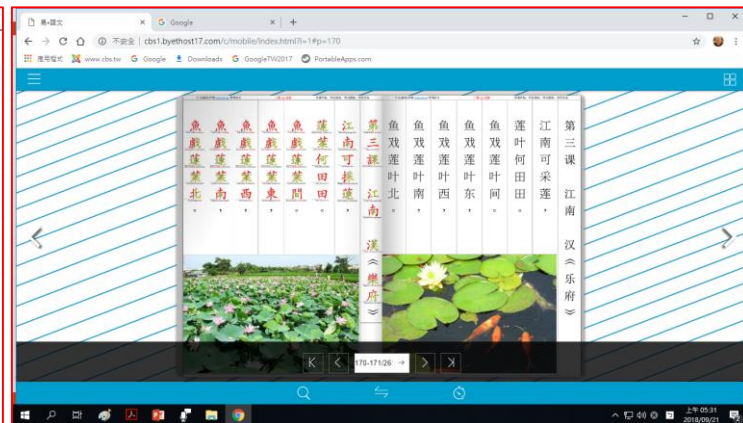 易•語文
Google
不安全 | cbs1.byethost17.com/c/mobile/index.html?i=1#p=170
應用程式 www.cbs.tw Google Downloads GoogleTW2017 PortableApps.com
第三课 江南 汉《乐府》
江南可采莲，
莲叶何田田，
鱼戏莲叶间。
鱼戏莲叶东，
鱼戏莲叶西，
鱼戏莲叶南，
鱼戏莲叶北。
第三課 江南 漢《樂府》
江南可採蓮，
蓮葉何田田，
魚戲蓮葉間。
魚戲蓮葉東，
魚戲蓮葉西，
魚戲蓮葉南，
魚戲蓮葉北。
170-171/26
上午 05:31
2018/09/21